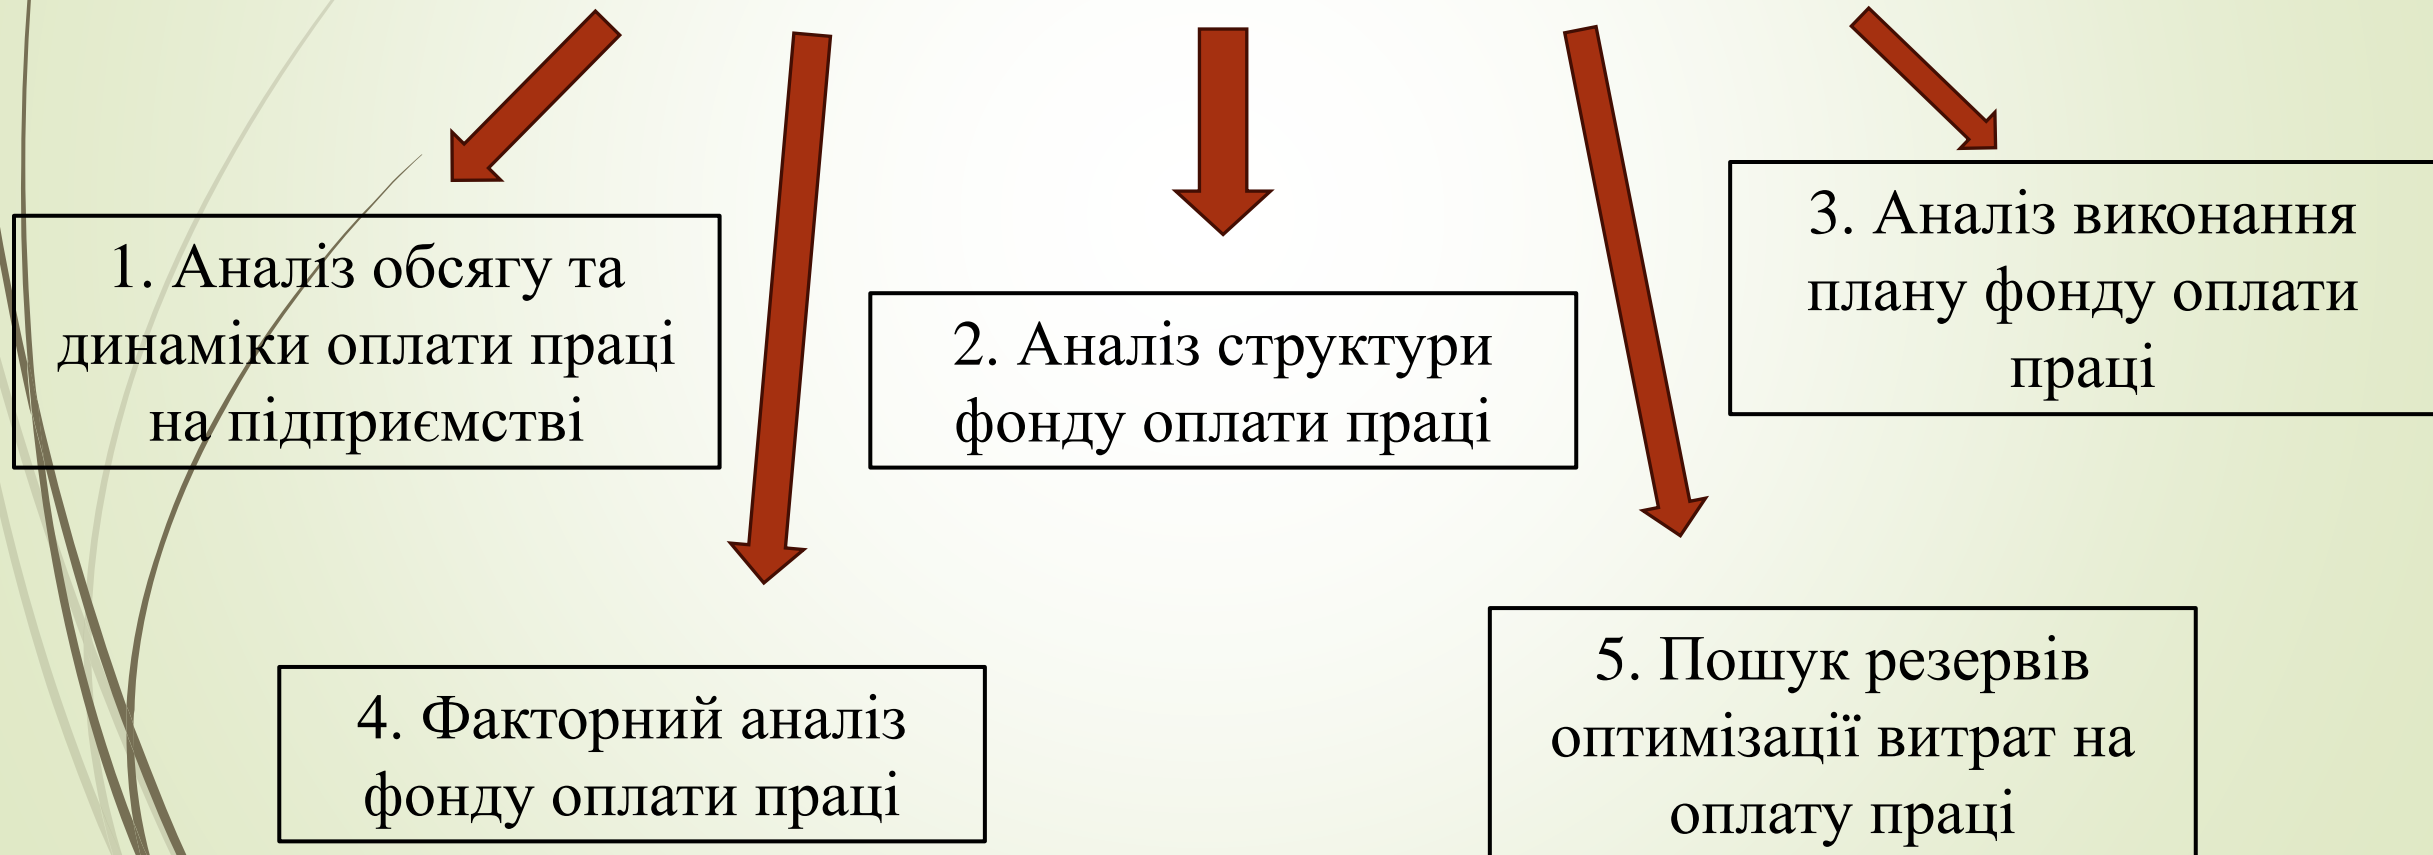 1. Аналіз обсягу та
динаміки оплати праці
на підприємстві
2. Аналіз структури
фонду оплати праці
3. Аналіз виконання
плану фонду оплати
праці
4. Факторний аналіз
фонду оплати праці
5. Пошук резервів
оптимізації витрат на
оплату праці